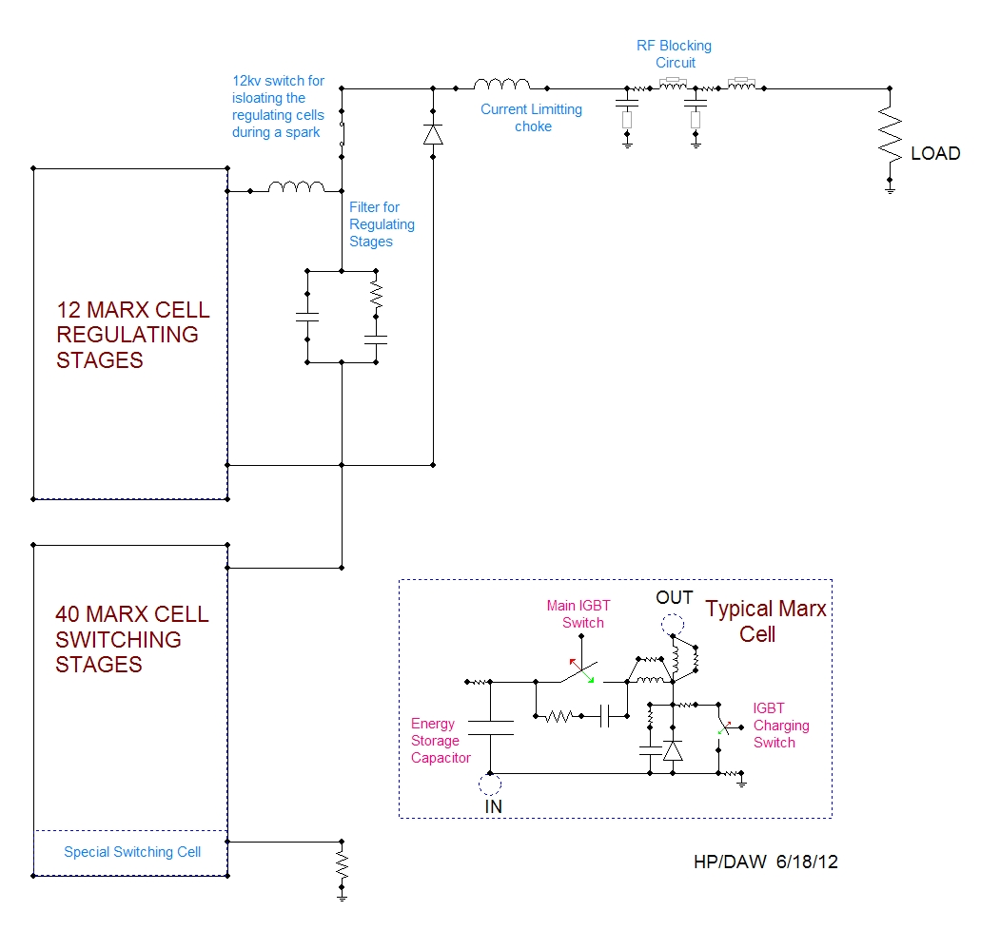 RF Blocking
Circuit
12kv switch for
isloating the
regulating cells
during a spark
Current Limitting
choke
LOAD
Filter for
Regulating
Stages
12 MARX CELL
REGULATING
STAGES
40 MARX CELL
SWITCHING
STAGES
Special Switching Cell
OUT
Typical Marx
Cell
Main IGBT
Switch
Energy
Storage
Capacitor
IGBT
Charging
Switch
IN
HP/DAW 6/18/12